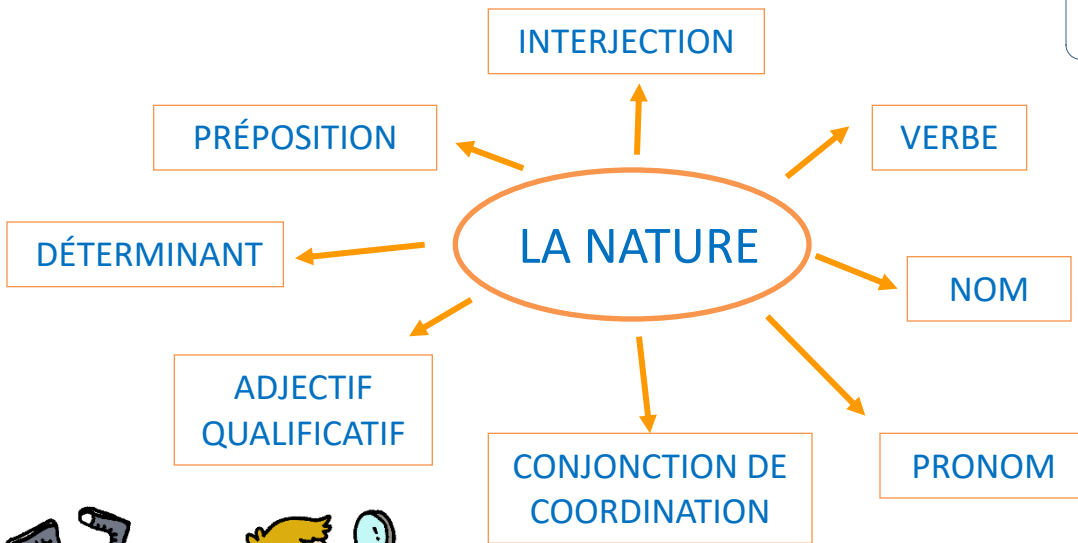 INTERJECTION
PRÉPOSITION
VERBE
DÉTERMINANT
LA NATURE
NOM
ADJECTIF
QUALIFICATIF
CONJONCTION DE
COORDINATION
PRONOM